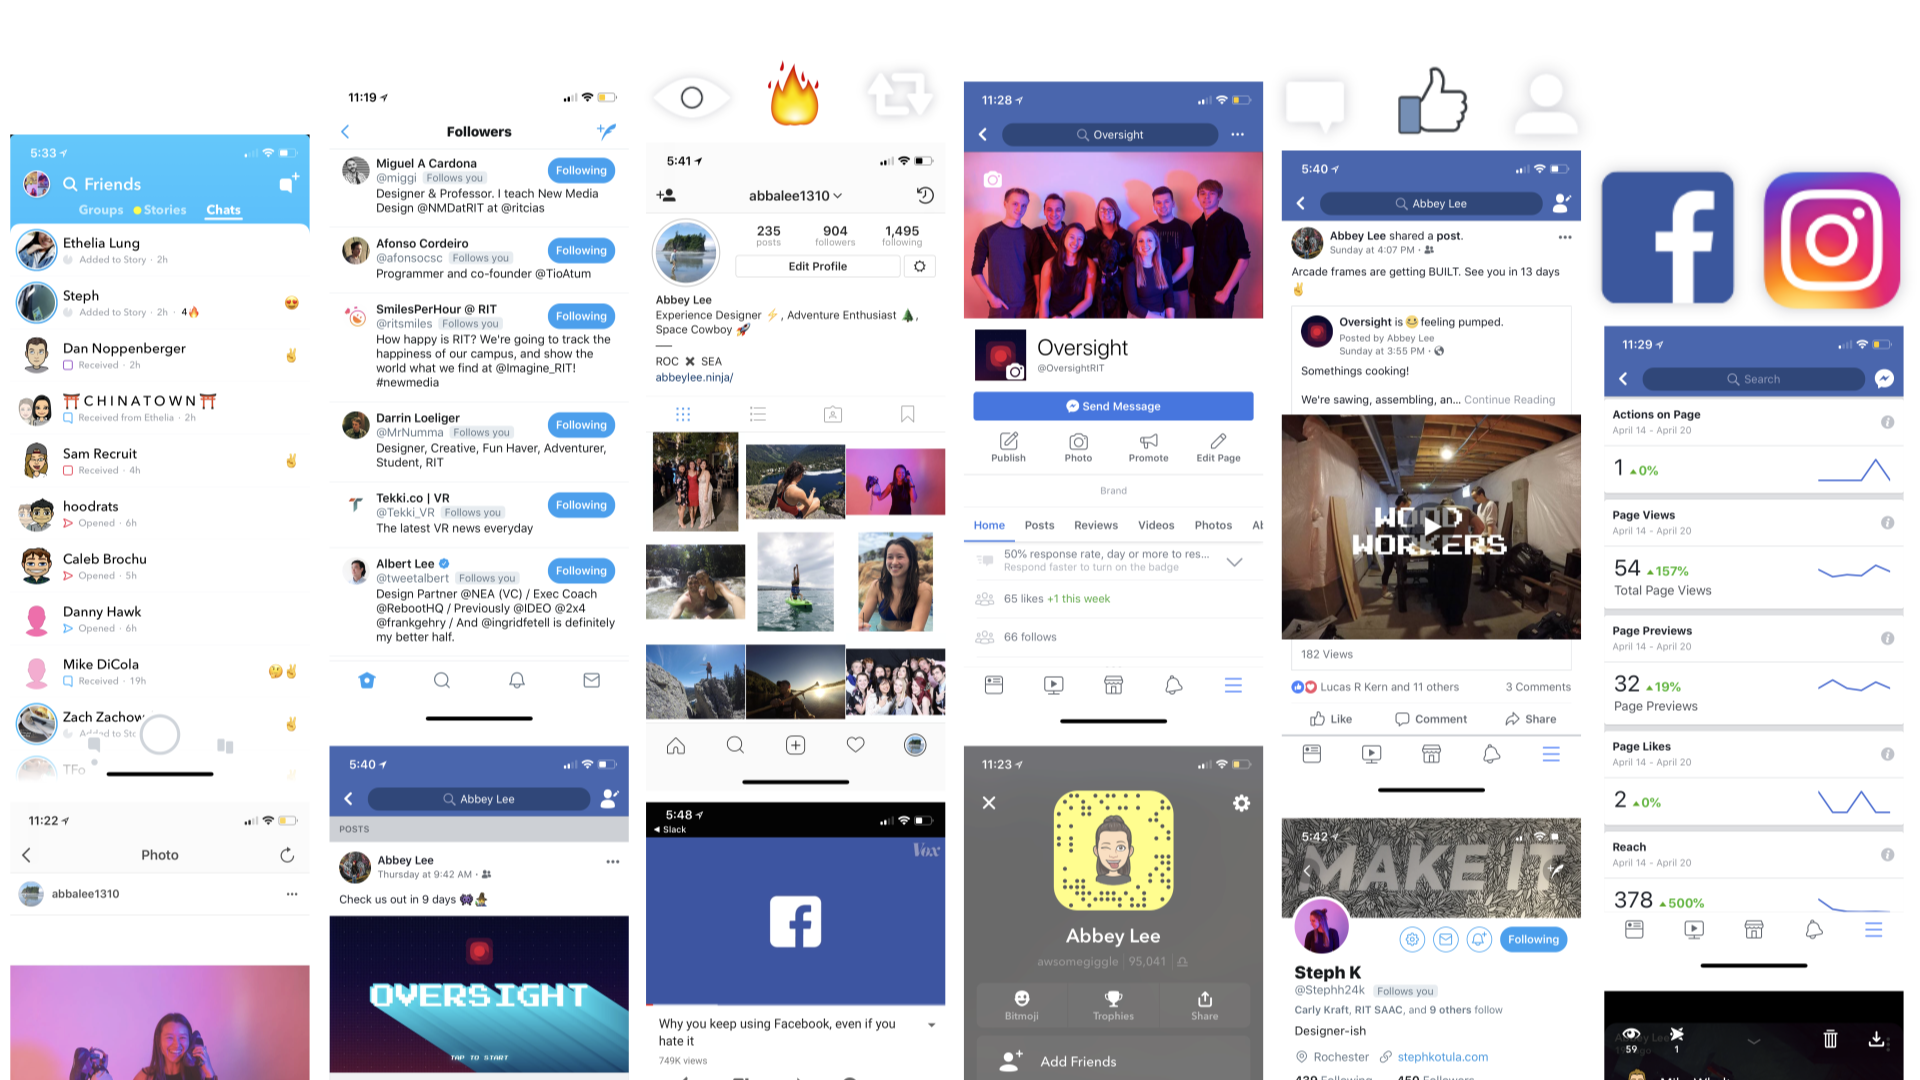 5:33
Friends
Groups Stories Chats
Ethelia Lung
Added to Story · 2h
Steph
Added to Story · 2h · 4🔥
Dan Noppenberger
Received · 2h
⛩CHINATOWN⛩
Received from Ethelia · 2h
Sam Recruit
Received · 4h
hoodrats
Opened · 6h
Caleb Brochu
Opened · 5h
Danny Hawk
Opened · 6h
Mike DiCola
Received · 19h
Zach Zachow
Added to Stc
TFo
11:22
Photo
abbalee1310
11:19
Followers
Miguel A Cardona
@miggi Follows you
Following
Designer & Professor. I teach New Media
Design @NMDatRIT at @ritcias
Afonso Cordeiro
@afonsocsc Follows you
Following
Programmer and co-founder @TioAtum
SmilesPerHour @ RIT
@ritsmiles Follows you
Following
How happy is RIT? We're going to track the
happiness of our campus, and show the
world what we find at @Imagine_RIT!
#newmedia
Darrin Loeliger
@MrNumma Follows you
Following
Designer, Creative, Fun Haver, Adventurer,
Student, RIT
Tekki.co | VR
@Tekki_VR Follows you
Following
The latest VR news everyday
Albert Lee
@tweetalbert Follows you
Following
Design Partner @NEA (VC) / Exec Coach
@RebootHQ / Previously @IDEO @2x4
@frankgehry / And @ingridfetell is definitely
my better half.
5:40
Abbey Lee
POSTS
Abbey Lee
Thursday at 9:42 AM
Check us out in 9 days
OVERSIGHT
TAP TO START
5:41
abbalee1310
235 904 1,495
posts followers following
Edit Profile
Abbey Lee
Experience Designer ⚡, Adventure Enthusiast 🌲,
Space Cowboy 🚀
—
ROC ✖ SEA
abbeylee.ninja/
5:48
Slack
Vox
Why you keep using Facebook, even if you
hate it
749K views
11:28
Oversight
Oversight
@OversightRIT
Send Message
Publish Photo Promote Edit Page
Brand
Home Posts Reviews Videos Photos Al
50% response rate, day or more to res...
Respond faster to turn on the badge
65 likes +1 this week
66 follows
11:23
Abbey Lee
awsomegiggle 95,041
Bitmoji Trophies Share
Add Friends
5:40
Abbey Lee
Abbey Lee shared a post.
Sunday at 4:07 PM
Arcade frames are getting BUILT. See you in 13 days
✌
Oversight is 😄 feeling pumped.
Posted by Abbey Lee
Sunday at 3:55 PM
Somethings cooking!
We're sawing, assembling, an... Continue Reading
WOOD
WORKERS
182 Views
Lucas R Kern and 11 others 3 Comments
Like Comment Share
5:42
MAKE IT
Following
Steph K
@Stephh24k Follows you
Carly Kraft, RIT SAAC, and 9 others follow
Designer-ish
Rochester stephkotula.com
439 Following 450 Followers
11:29
Search
Actions on Page
April 14 - April 20
1 0%
Page Views
April 14 - April 20
54 157%
Total Page Views
Page Previews
April 14 - April 20
32 19%
Page Previews
Page Likes
April 14 - April 20
2 0%
Reach
April 14 - April 20
378 500%
59 1